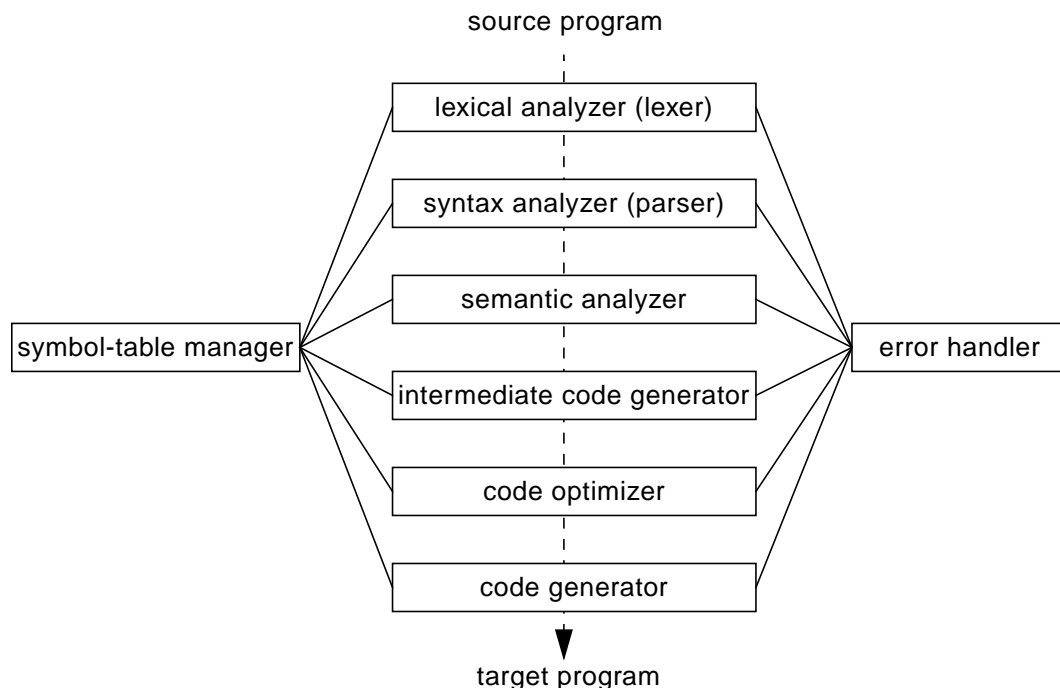 source program
lexical analyzer (lexer)
syntax analyzer (parser)
semantic analyzer
symbol-table manager
error handler
intermediate code generator
code optimizer
code generator
target program